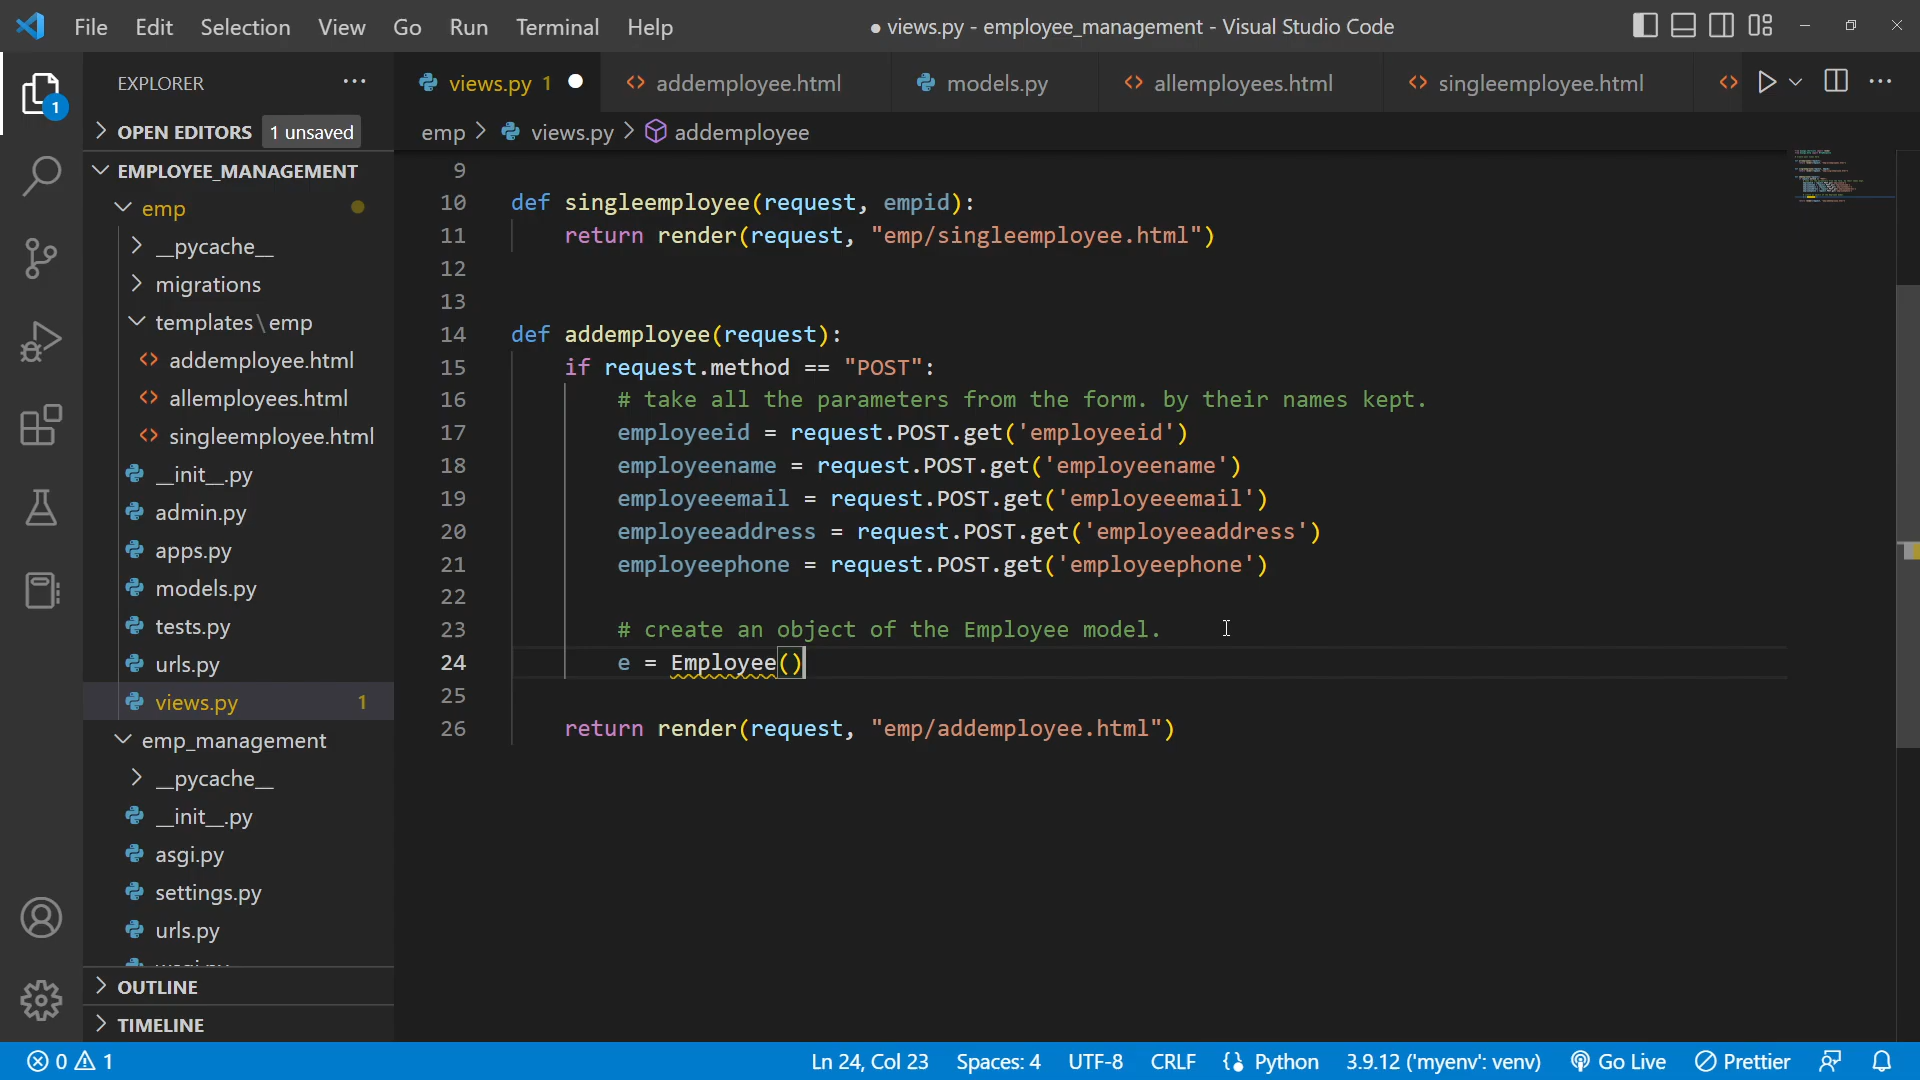 File Edit Selection View Go Run Terminal Help ● views.py - employee_management - Visual Studio Code
EXPLORER ...
views.py 1 ● <> addemployee.html models.py <> allemployees.html <> singleemployee.html <>
OPEN EDITORS 1 unsaved
emp > views.py > addemployee
EMPLOYEE_MANAGEMENT
emp
__pycache__
migrations
templates\emp
<> addemployee.html
<> allemployees.html
<> singleemployee.html
__init__.py
admin.py
apps.py
models.py
tests.py
urls.py
views.py 1
emp_management
__pycache__
__init__.py
asgi.py
settings.py
urls.py
OUTLINE
TIMELINE
1
9
10 def singleemployee(request, empid):
11     return render(request, "emp/singleemployee.html")
12
13
14 def addemployee(request):
15     if request.method == "POST":
16         # take all the parameters from the form. by their names kept.
17         employeeid = request.POST.get('employeeid')
18         employeename = request.POST.get('employeename')
19         employeeemail = request.POST.get('employeeemail')
20         employeeaddress = request.POST.get('employeeaddress')
21         employeephone = request.POST.get('employeephone')
22
23         # create an object of the Employee model.
24         e = Employee()
25
26     return render(request, "emp/addemployee.html")
0 1 Ln 24, Col 23 Spaces: 4 UTF-8 CRLF Python 3.9.12 ('myenv': venv) Go Live Prettier